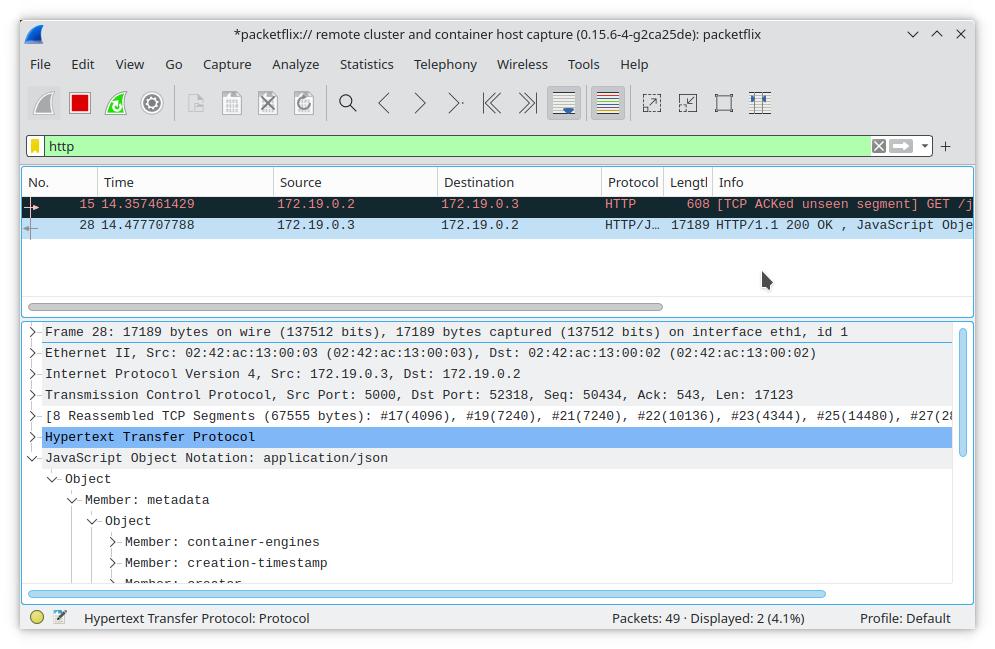 *packetflix:// remote cluster and container host capture (0.15.6-4-g2ca25de): packetflix
File Edit View Go Capture Analyze Statistics Telephony Wireless Tools Help
http
No. Time Source Destination Protocol Lengtl Info
15 14.357461429 172.19.0.2 172.19.0.3 HTTP 608 [TCP ACKed unseen segment] GET /j
28 14.477707788 172.19.0.3 172.19.0.2 HTTP/J… 17189 HTTP/1.1 200 OK , JavaScript Obje
Frame 28: 17189 bytes on wire (137512 bits), 17189 bytes captured (137512 bits) on interface eth1, id 1
Ethernet II, Src: 02:42:ac:13:00:03 (02:42:ac:13:00:03), Dst: 02:42:ac:13:00:02 (02:42:ac:13:00:02)
Internet Protocol Version 4, Src: 172.19.0.3, Dst: 172.19.0.2
Transmission Control Protocol, Src Port: 5000, Dst Port: 52318, Seq: 50434, Ack: 543, Len: 17123
[8 Reassembled TCP Segments (67555 bytes): #17(4096), #19(7240), #21(7240), #22(10136), #23(4344), #25(14480), #27(28
Hypertext Transfer Protocol
JavaScript Object Notation: application/json
Object
Member: metadata
Object
Member: container-engines
Member: creation-timestamp
Member: creator
Hypertext Transfer Protocol: Protocol Packets: 49 · Displayed: 2 (4.1%) Profile: Default